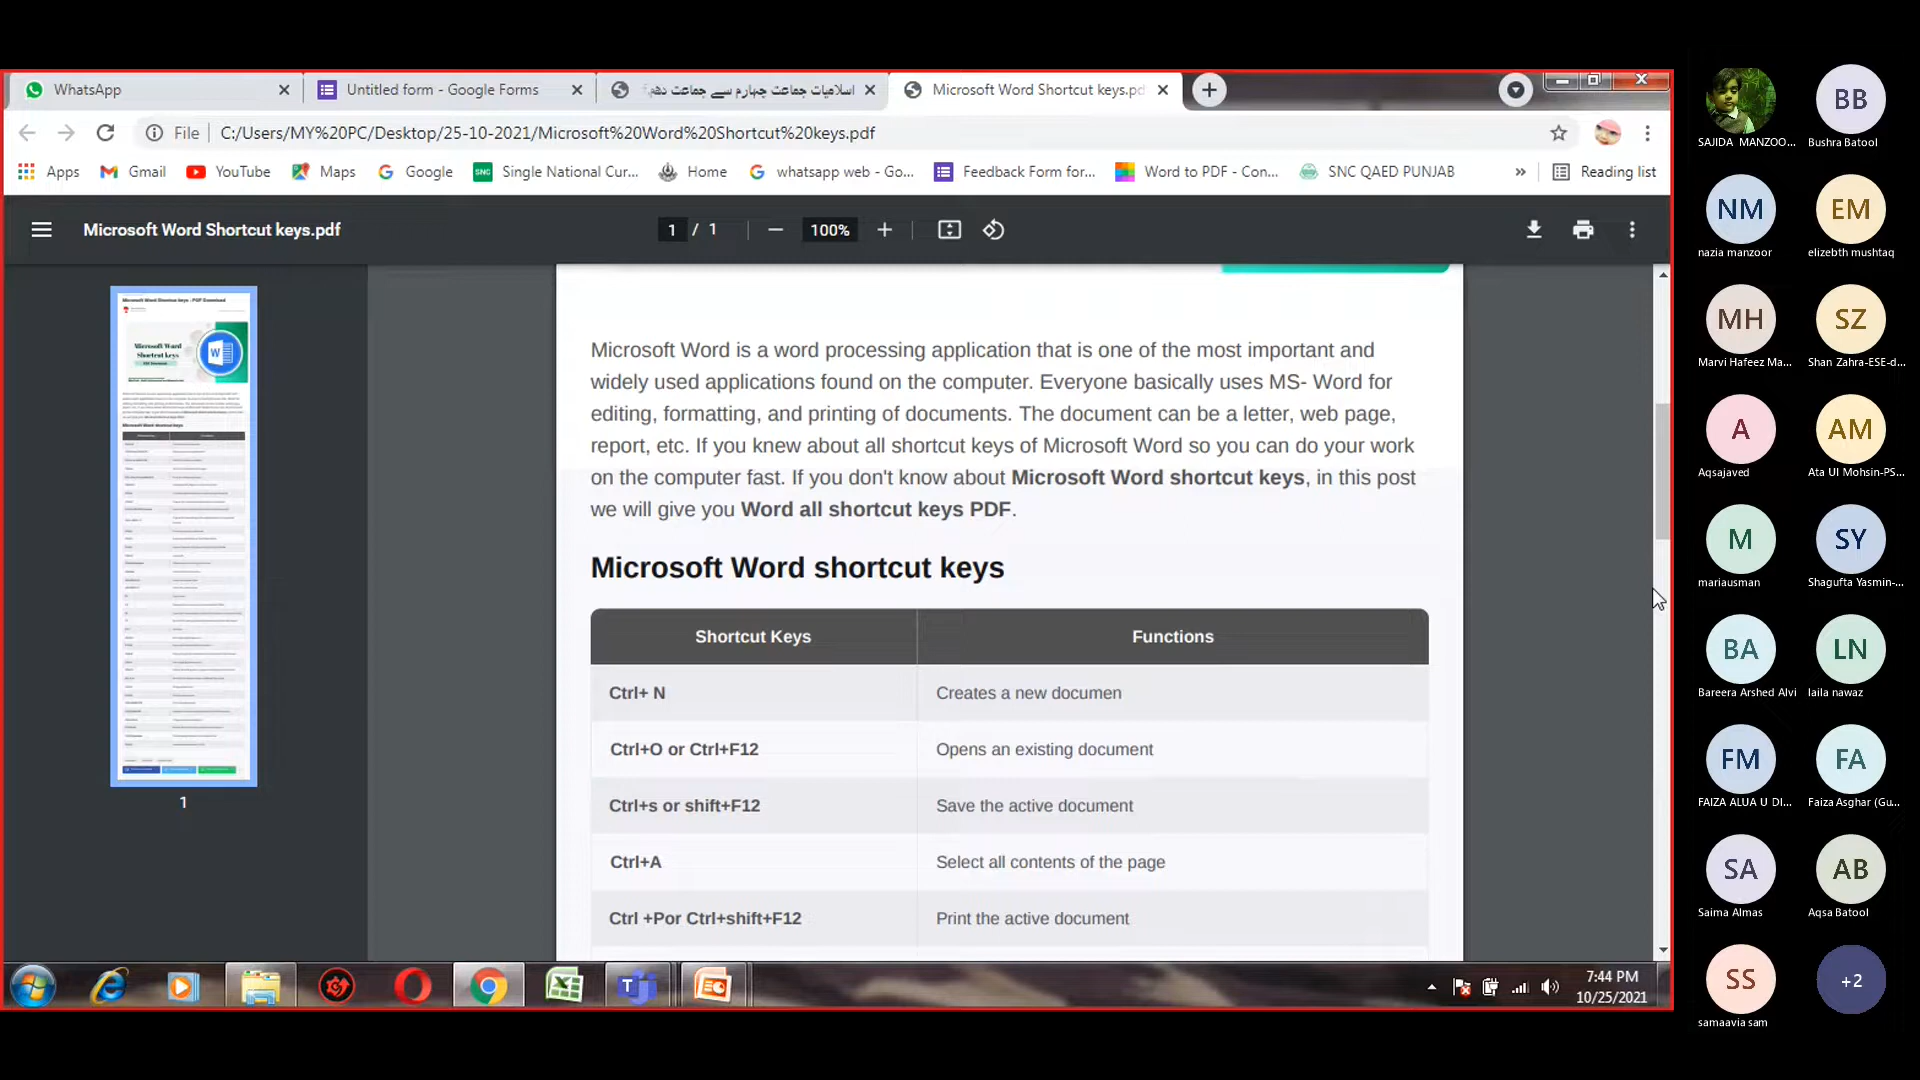 WhatsApp
Untitled form - Google Forms
اسلامیات جماعت چہارم سے جماعت دھم
Microsoft Word Shortcut keys.pd
File
C:/Users/MY%20PC/Desktop/25-10-2021/Microsoft%20Word%20Shortcut%20keys.pdf
Apps
Gmail
YouTube
Maps
Google
SNC
Single National Cur...
Home
whatsapp web - Go...
Feedback Form for...
Word to PDF - Con...
SNC QAED PUNJAB
»
Reading list
Microsoft Word Shortcut keys.pdf
1 / 1
100%
Microsoft Word Shortcut keys - PDF Download
Microsoft Word
Shortcut keys
W
1
Microsoft Word is a word processing application that is one of the most important and
widely used applications found on the computer. Everyone basically uses MS- Word for
editing, formatting, and printing of documents. The document can be a letter, web page,
report, etc. If you knew about all shortcut keys of Microsoft Word so you can do your work
on the computer fast. If you don't know about Microsoft Word shortcut keys, in this post
we will give you Word all shortcut keys PDF.
Microsoft Word shortcut keys
Shortcut Keys Functions
Ctrl+ N Creates a new documen
Ctrl+O or Ctrl+F12 Opens an existing document
Ctrl+s or shift+F12 Save the active document
Ctrl+A Select all contents of the page
Ctrl +Por Ctrl+shift+F12 Print the active document
7:44 PM
10/25/2021
SAJIDA MANZOO...
BB
Bushra Batool
NM
nazia manzoor
EM
elizebth mushtaq
MH
Marvi Hafeez Ma...
SZ
Shan Zahra-ESE-d...
A
Aqsajaved
AM
Ata Ul Mohsin-PS...
M
mariausman
SY
Shagufta Yasmin-...
BA
Bareera Arshed Alvi
LN
laila nawaz
FM
FAIZA ALUA U DI...
FA
Faiza Asghar (Gu...
SA
Saima Almas
AB
Aqsa Batool
SS
samaavia sam
+2